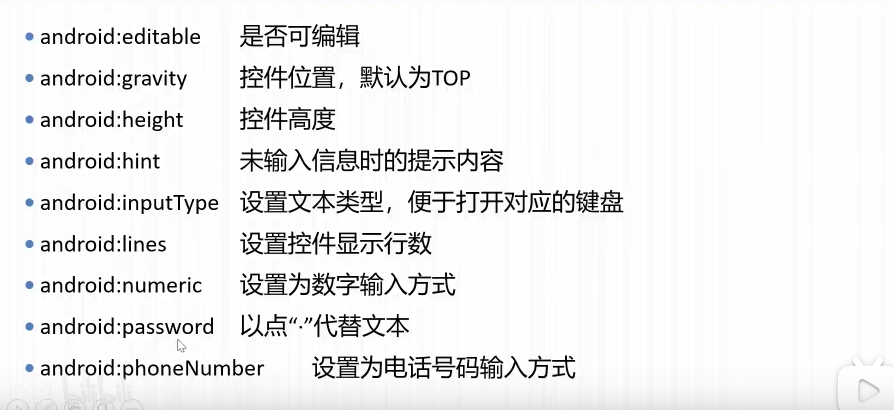 • android:editable 是否可编辑
• android:gravity 控件位置，默认为TOP
• android:height 控件高度
• android:hint 未输入信息时的提示内容
• android:inputType 设置文本类型，便于打开对应的键盘
• android:lines 设置控件显示行数
• android:numeric 设置为数字输入方式
• android:password 以点“·”代替文本
• android:phoneNumber 设置为电话号码输入方式